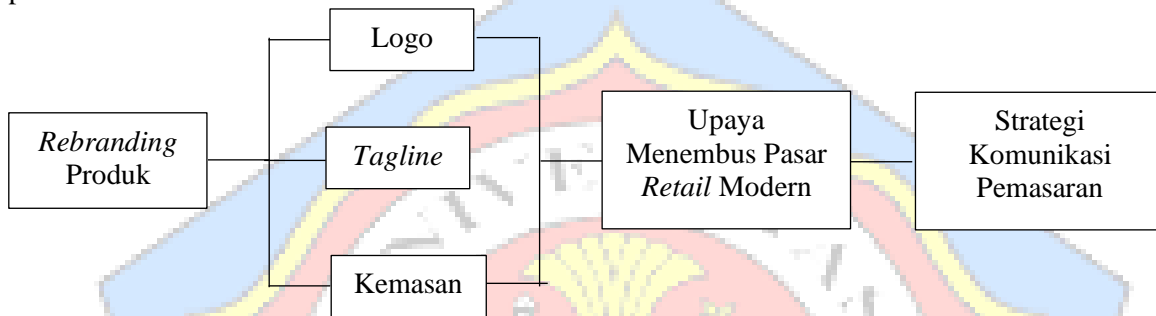 Logo
Rebranding
Produk
Tagline
Kemasan
Upaya
Menembus Pasar
Retail Modern
Strategi
Komunikasi
Pemasaran